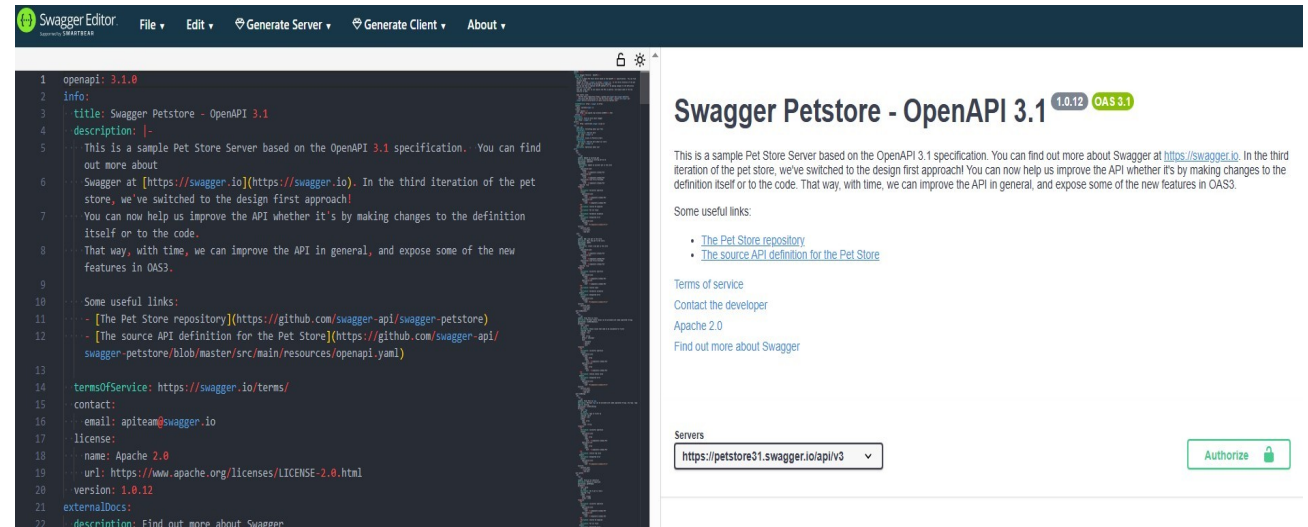 Swagger Editor.
Supported by SMARTBEAR
File
Edit
Generate Server
Generate Client
About
1 openapi: 3.1.0
2 info:
3 title: Swagger Petstore - OpenAPI 3.1
4 description: |-
5 This is a sample Pet Store Server based on the OpenAPI 3.1 specification. You can find
out more about
6 Swagger at [https://swagger.io](https://swagger.io). In the third iteration of the pet
store, we've switched to the design first approach!
7 You can now help us improve the API whether it's by making changes to the definition
itself or to the code.
8 That way, with time, we can improve the API in general, and expose some of the new
features in OAS3.
9
10 Some useful links:
11 - [The Pet Store repository](https://github.com/swagger-api/swagger-petstore)
12 - [The source API definition for the Pet Store](https://github.com/swagger-api/
swagger-petstore/blob/master/src/main/resources/openapi.yaml)
13
14 termsOfService: https://swagger.io/terms/
15 contact:
16 email: apiteam@swagger.io
17 license:
18 name: Apache 2.0
19 url: https://www.apache.org/licenses/LICENSE-2.0.html
20 version: 1.0.12
21 externalDocs:
22 description: Find out more about Swagger
Swagger Petstore - OpenAPI 3.1 1.0.12 OAS 3.1
This is a sample Pet Store Server based on the OpenAPI 3.1 specification. You can find out more about Swagger at https://swagger.io. In the third
iteration of the pet store, we've switched to the design first approach! You can now help us improve the API whether it's by making changes to the
definition itself or to the code. That way, with time, we can improve the API in general, and expose some of the new features in OAS3.
Some useful links:
• The Pet Store repository
• The source API definition for the Pet Store
Terms of service
Contact the developer
Apache 2.0
Find out more about Swagger
Servers
https://petstore31.swagger.io/api/v3
Authorize